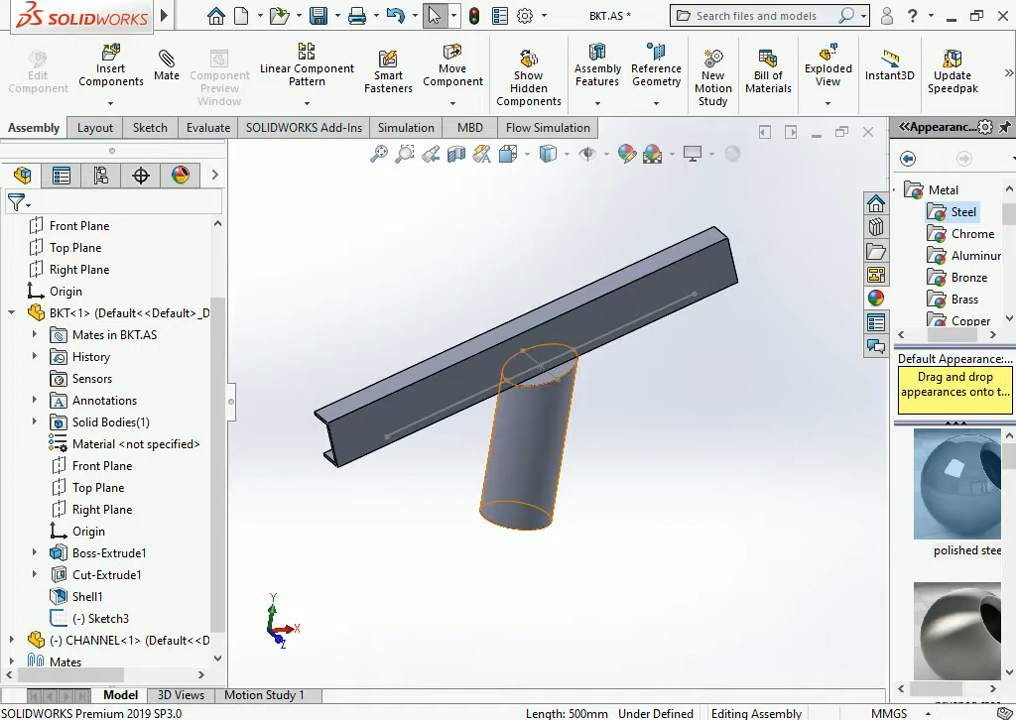 SOLIDWORKS
BKT.AS *
Search files and models
?
Edit Component
Insert Components
Mate
Component Preview Window
Linear Component Pattern
Smart Fasteners
Move Component
Show Hidden Components
Assembly Features
Reference Geometry
New Motion Study
Bill of Materials
Exploded View
Instant3D
Update Speedpak
Assembly
Layout
Sketch
Evaluate
SOLIDWORKS Add-Ins
Simulation
MBD
Flow Simulation
Front Plane
Top Plane
Right Plane
Origin
BKT<1> (Default<<Default>_D
Mates in BKT.AS
History
Sensors
Annotations
Solid Bodies(1)
Material <not specified>
Front Plane
Top Plane
Right Plane
Origin
Boss-Extrude1
Cut-Extrude1
Shell1
(-) Sketch3
(-) CHANNEL<1> (Default<<D
Mates
Y
X
Z
<<Appearanc...
Metal
Steel
Chrome
Aluminur
Bronze
Brass
Copper
Default Appearance:...
Drag and drop
appearances onto t...
polished stee
Model
3D Views
Motion Study 1
SOLIDWORKS Premium 2019 SP3.0
Length: 500mm
Under Defined
Editing Assembly
MMGS